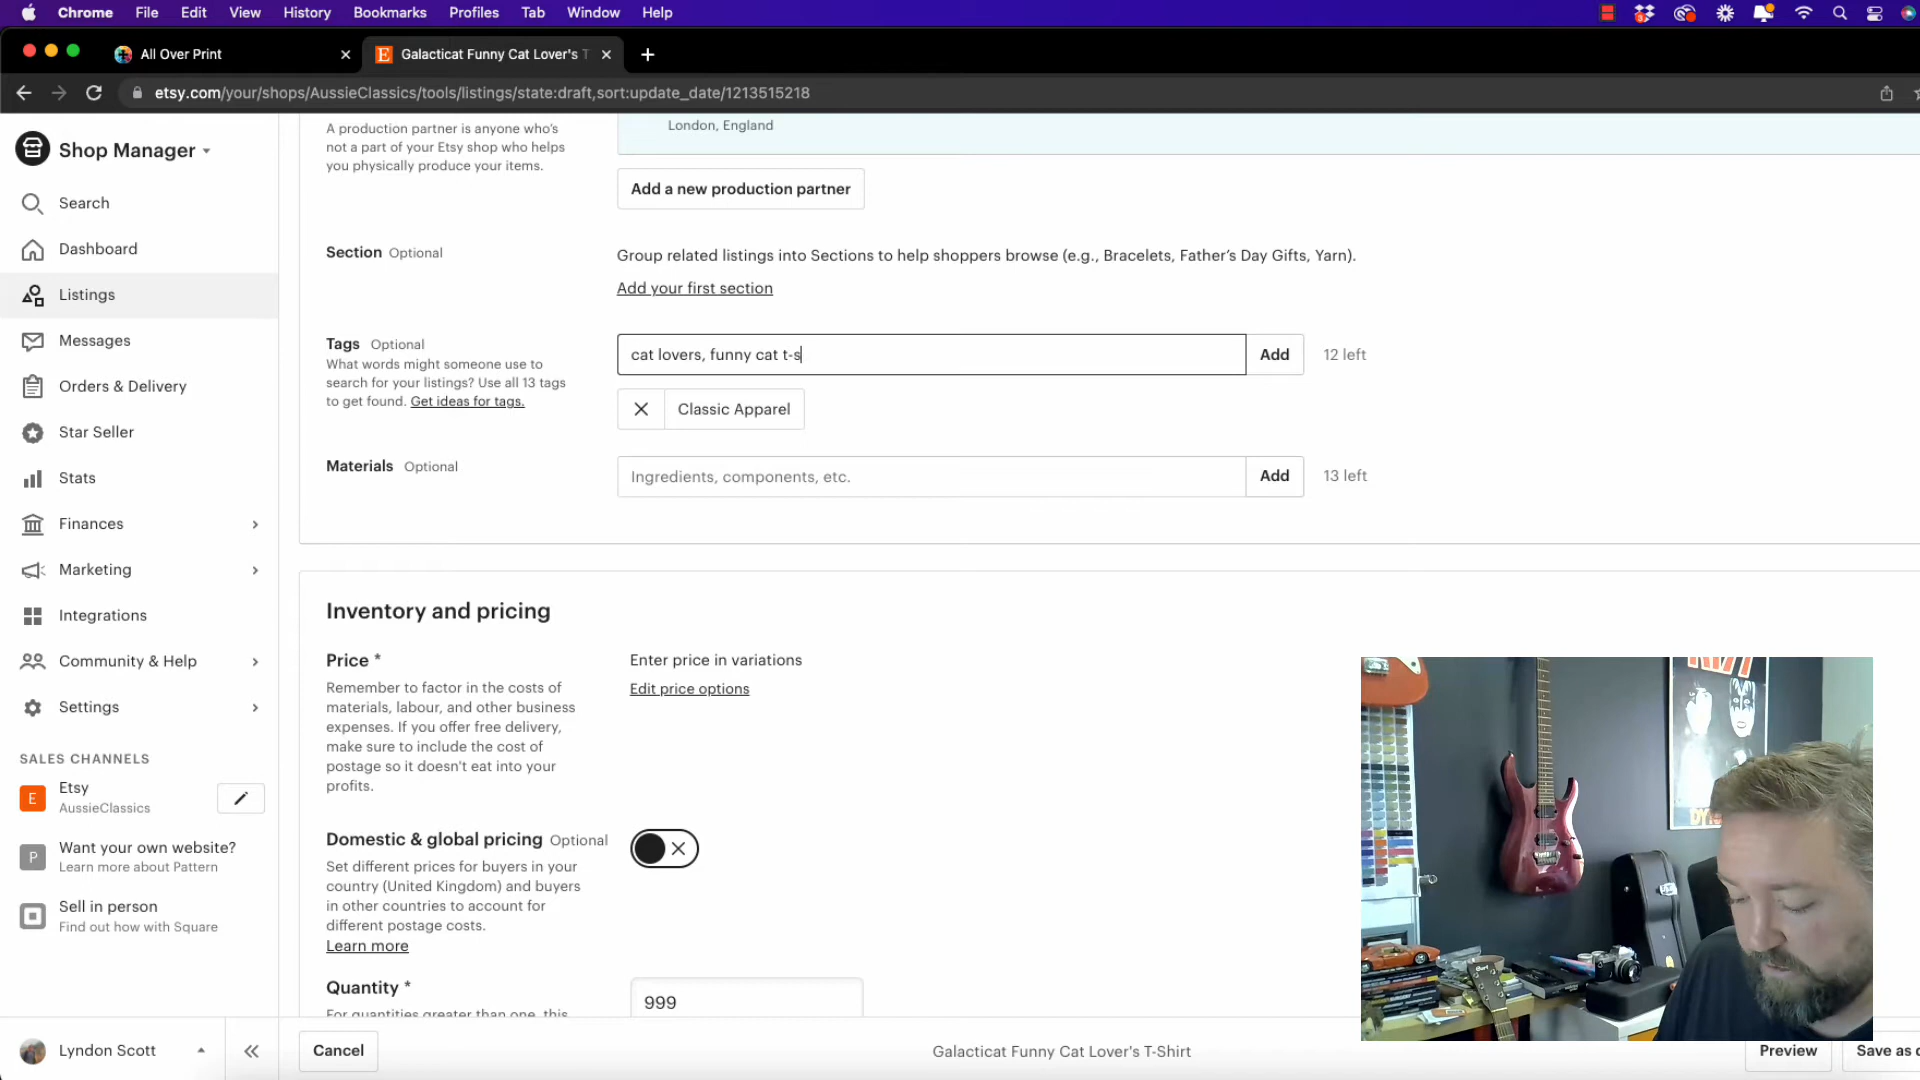 Chrome File Edit View History Bookmarks Profiles Tab Window Help
All Over Print
Galacticat Funny Cat Lover's T
etsy.com/your/shops/AussieClassics/tools/listings/state:draft,sort:update_date/1213515218
Shop Manager
Search
Dashboard
Listings
Messages
Orders & Delivery
Star Seller
Stats
Finances
Marketing
Integrations
Community & Help
Settings
SALES CHANNELS
E
Etsy
AussieClassics
P
Want your own website?
Learn more about Pattern
Sell in person
Find out how with Square
Lyndon Scott
A production partner is anyone who's
not a part of your Etsy shop who helps
you physically produce your items.
London, England
Add a new production partner
Section Optional
Group related listings into Sections to help shoppers browse (e.g., Bracelets, Father's Day Gifts, Yarn).
Add your first section
Tags Optional
What words might someone use to
search for your listings? Use all 13 tags
to get found. Get ideas for tags.
cat lovers, funny cat t-s
Add
12 left
Classic Apparel
Materials Optional
Ingredients, components, etc.
Add
13 left
Inventory and pricing
Price *
Remember to factor in the costs of
materials, labour, and other business
expenses. If you offer free delivery,
make sure to include the cost of
postage so it doesn't eat into your
profits.
Enter price in variations
Edit price options
Domestic & global pricing Optional
Set different prices for buyers in your
country (United Kingdom) and buyers
in other countries to account for
different postage costs.
Learn more
Quantity *
For quantities greater than one, this
999
Cancel
Galacticat Funny Cat Lover's T-Shirt
Preview
Save as